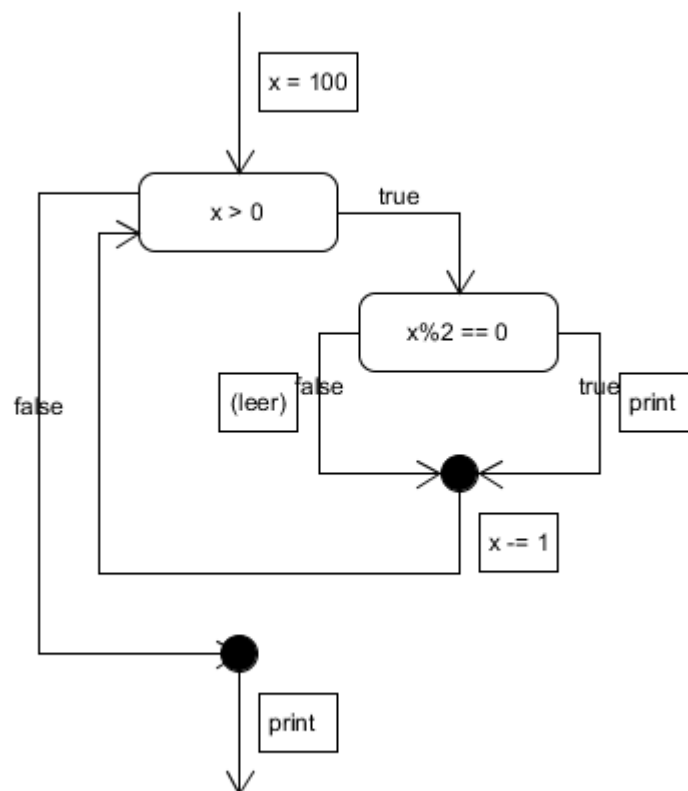 x = 100
x > 0
true
x%2 == 0
false
(leer)
false
true
print
x -= 1
print